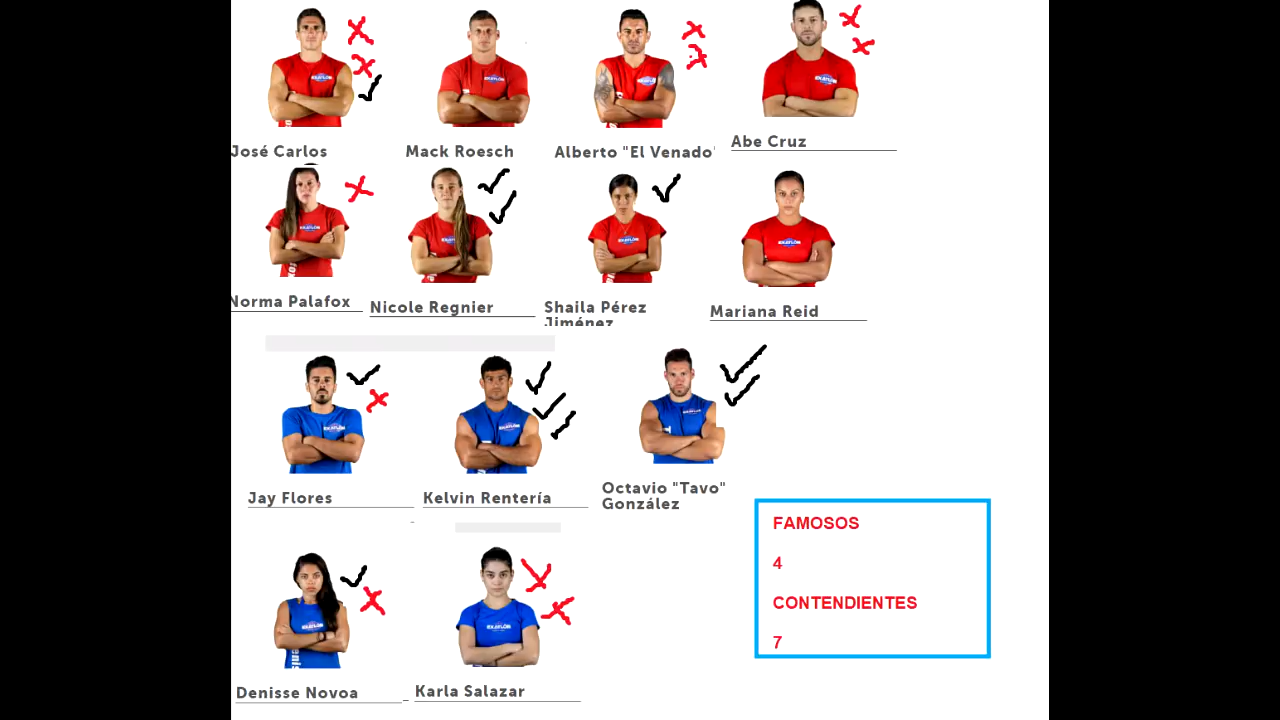 José Carlos
Mack Roesch
Alberto "El Venado"
Abe Cruz
Norma Palafox
Nicole Regnier
Shaila Pérez
Jiménez
Mariana Reid
Jay Flores
Kelvin Rentería
Octavio "Tavo"
González
FAMOSOS
4
CONTENDIENTES
7
Denisse Novoa
Karla Salazar